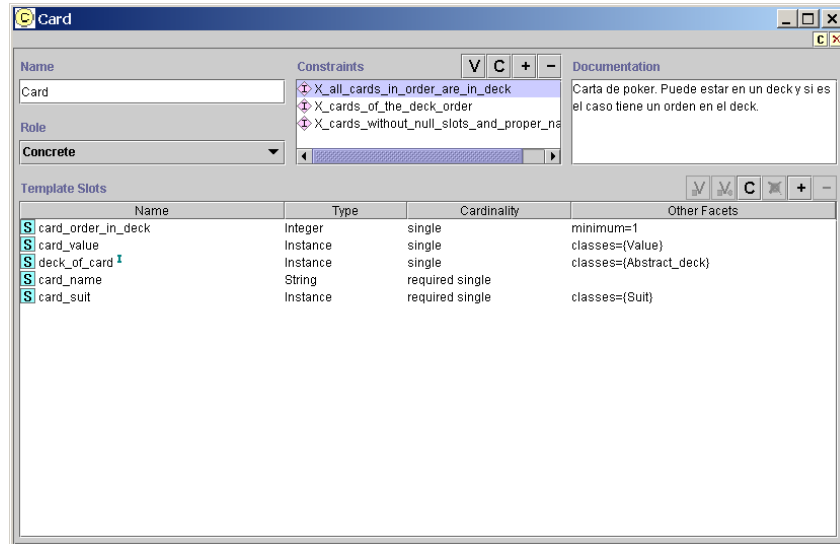 C Card
C
Name
Constraints
V C + -
Documentation
Card
X_all_cards_in_order_are_in_deck
X_cards_of_the_deck_order
X_cards_without_null_slots_and_proper_na
Carta de poker. Puede estar en un deck y si es
el caso tiene un orden en el deck.
Role
Concrete
Template Slots
V V C + -
Name Type Cardinality Other Facets
S card_order_in_deck Integer single minimum=1
S card_value Instance single classes={Value}
S deck_of_card I Instance single classes={Abstract_deck}
S card_name String required single
S card_suit Instance required single classes={Suit}